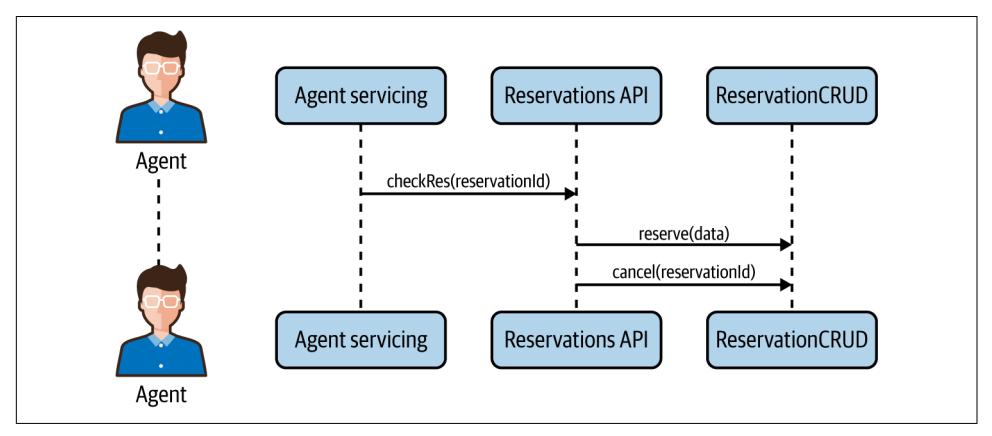 Agent servicing
Reservations API
ReservationCRUD
Agent
checkRes(reservationId)
reserve(data)
cancel(reservationId)
Agent servicing
Reservations API
ReservationCRUD
Agent